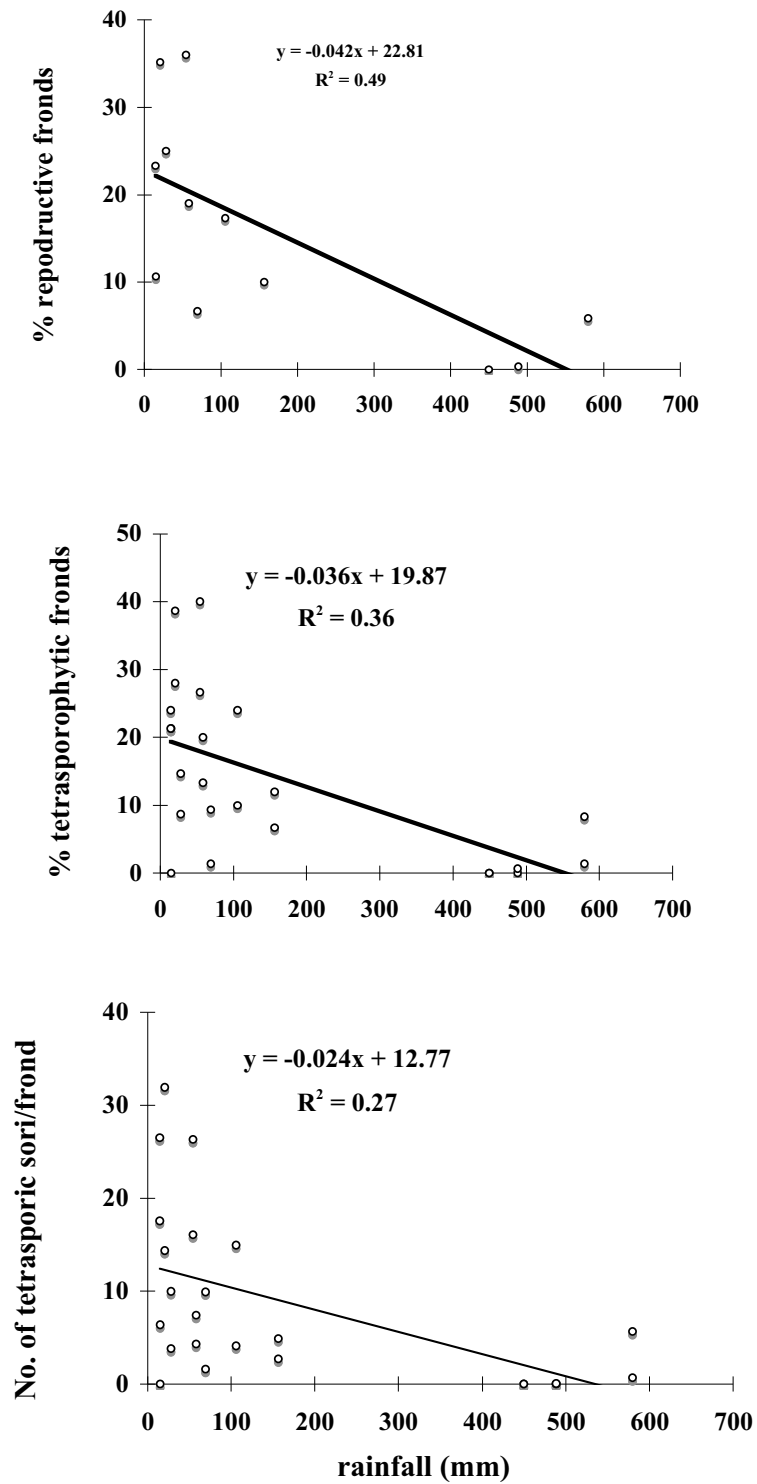 40
y = -0.042x + 22.81
R² = 0.49
30
20
10
0
% repodructive fronds
0 100 200 300 400 500 600 700
50
y = -0.036x + 19.87
R² = 0.36
40
30
20
10
0
% tetrasporophytic fronds
0 100 200 300 400 500 600 700
40
y = -0.024x + 12.77
R² = 0.27
30
20
10
0
No. of tetrasporic sori/frond
0 100 200 300 400 500 600 700
rainfall (mm)